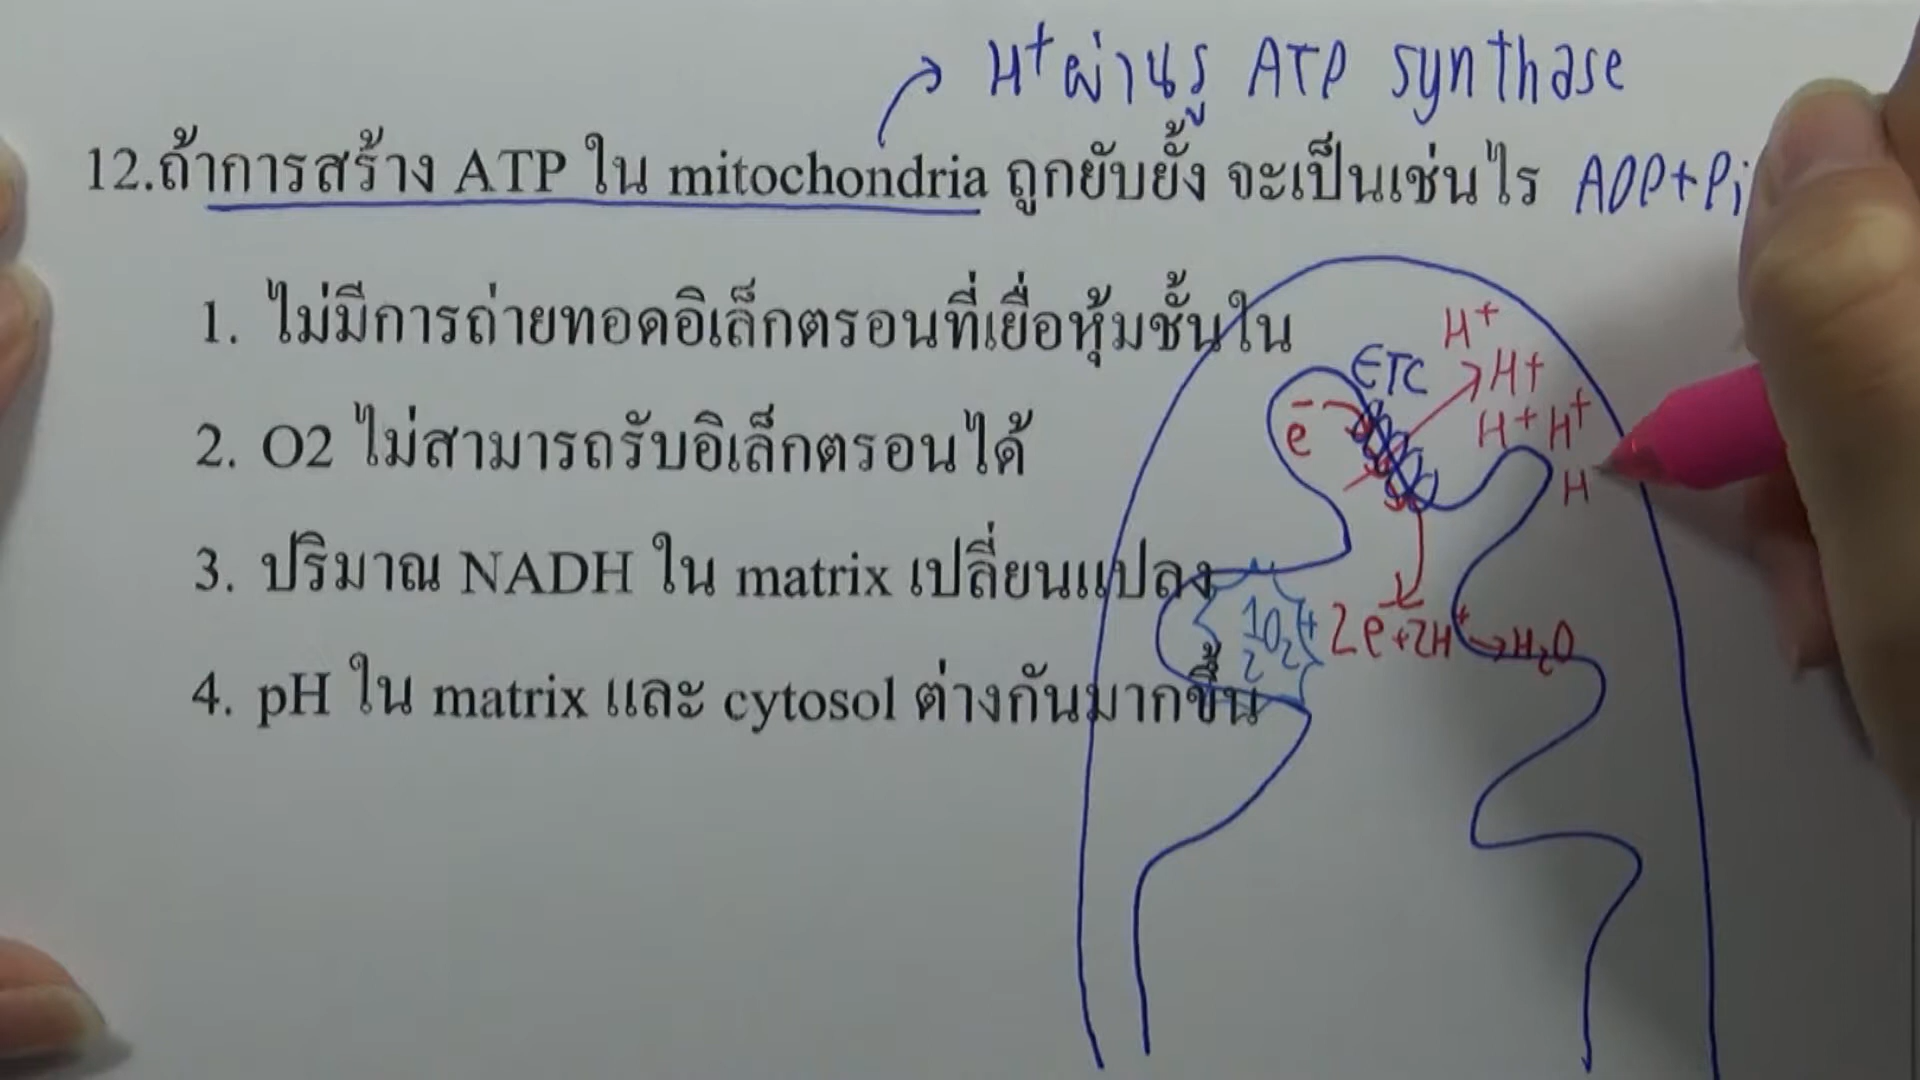 H+ ผ่านรู ATP synthase
12.ถ้าการสร้าง ATP ใน mitochondria ถูกยับยั้ง จะเป็นเช่นไร ADP+Pi
1. ไม่มีการถ่ายทอดอิเล็กตรอนที่เยื่อหุ้มชั้นใน
ETC H+
H+
e-
H+ H+
2. O2 ไม่สามารถรับอิเล็กตรอนได้
H
3. ปริมาณ NADH ใน matrix เปลี่ยนแปลง
1/2 O2 + 2e- + 2H+ → H2O
4. pH ใน matrix และ cytosol ต่างกันมากขึ้น